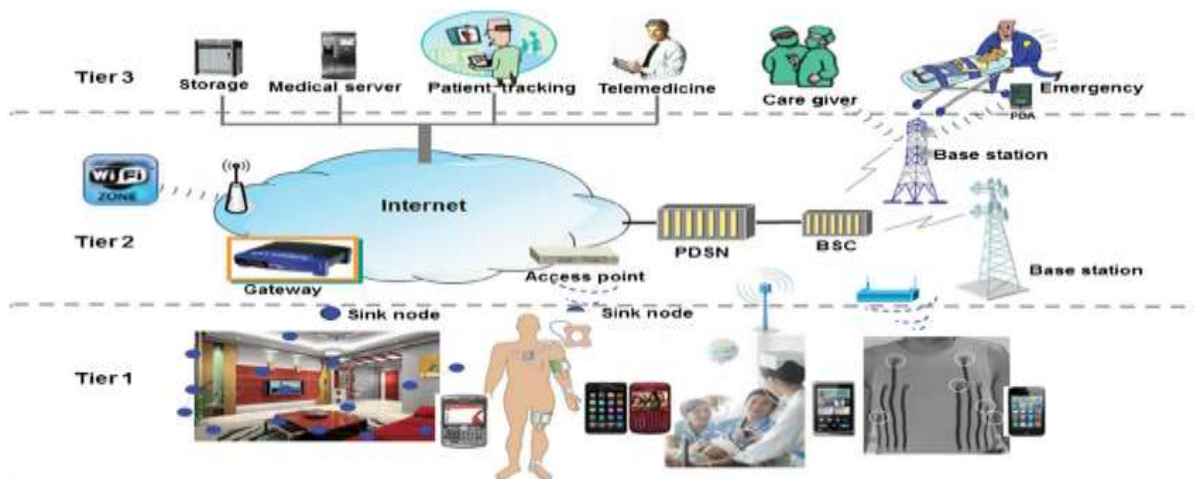 Tier 3
Storage
Medical server
Patient tracking
Telemedicine
Care giver
Emergency
PDA
Base station
WiFi
ZONE
Internet
Tier 2
PDSN
BSC
Gateway
Access point
Base station
Sink node
Sink node
Tier 1